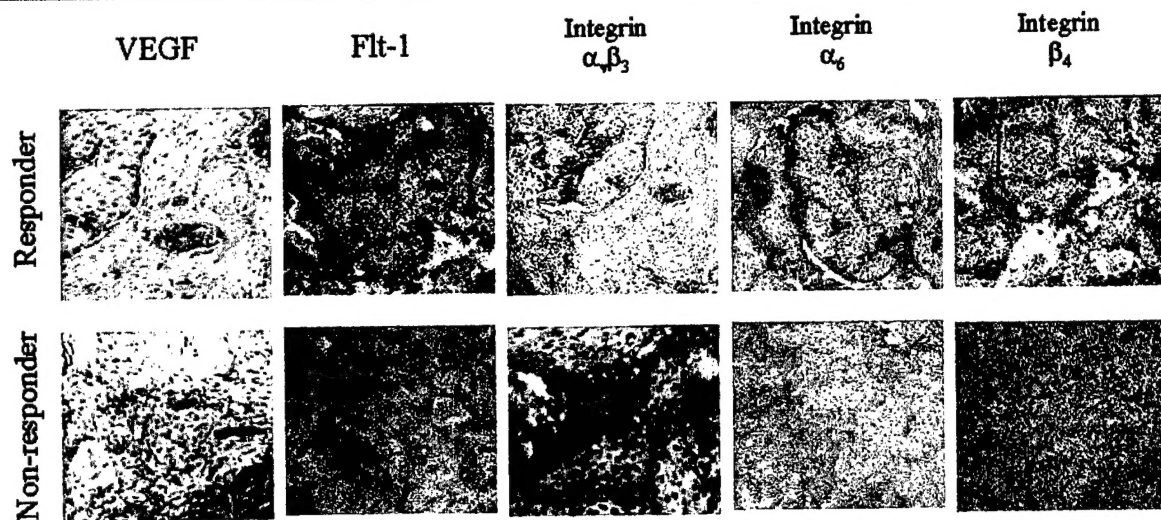 VEGF
Flt-1
Integrin
αᵥβ₃
Integrin
α₆
Integrin
β₄
Responder
Non-responder